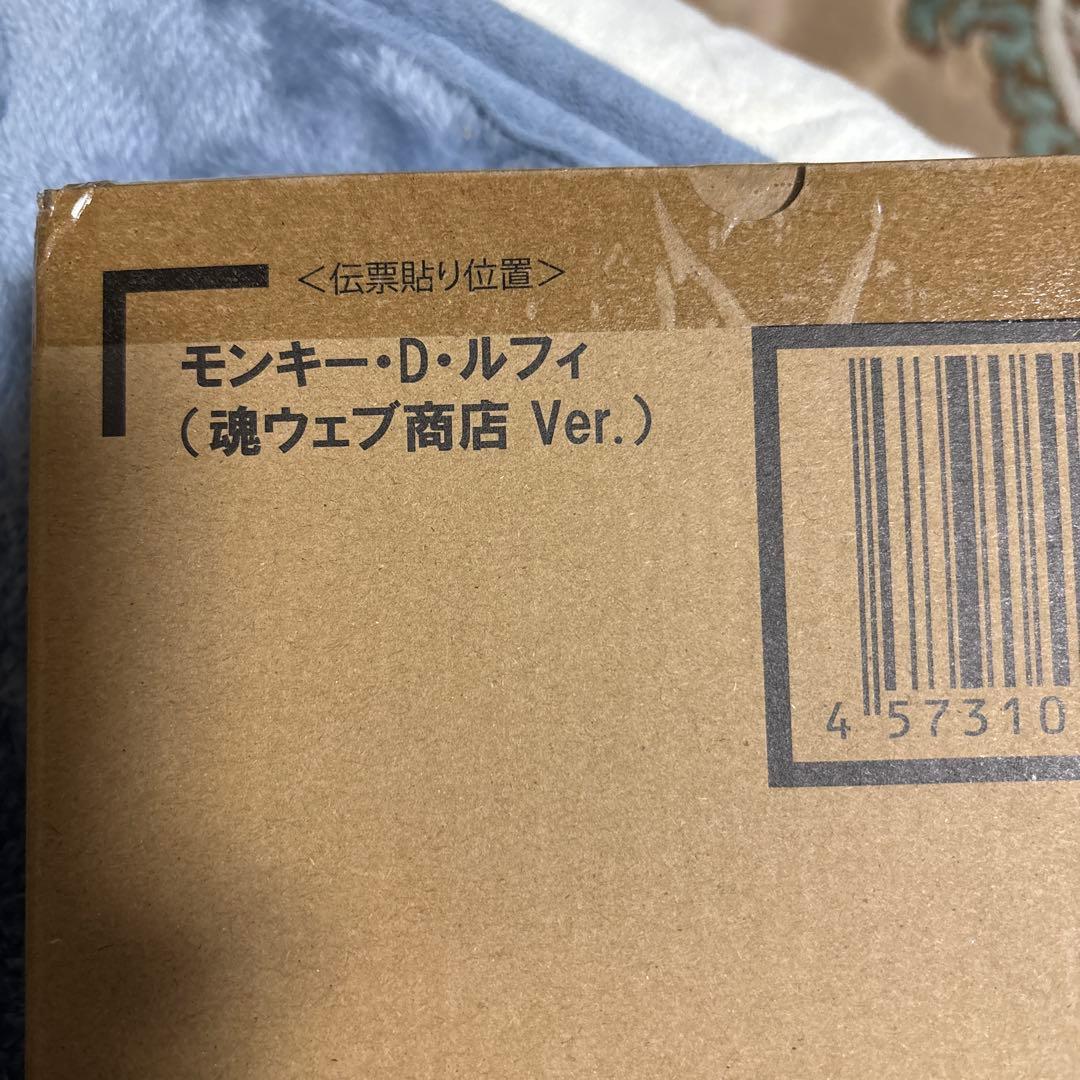 ＜伝票貼り位置＞
モンキー・D・ルフィ
（魂ウェブ商店 Ver.）
4 57310